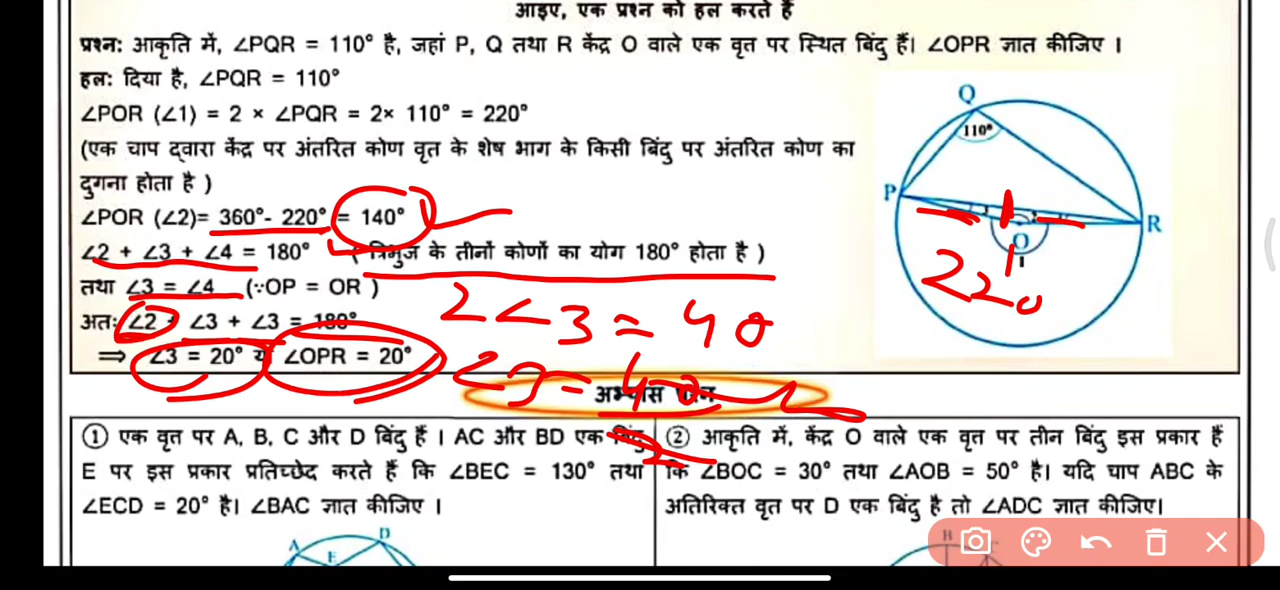 आइए, एक प्रश्न को हल करते हैं
प्रश्न: आकृति में, ∠PQR = 110° है, जहां P, Q तथा R केंद्र O वाले एक वृत पर स्थित बिंदु हैं। ∠OPR ज्ञात कीजिए ।
हल: दिया है, ∠PQR = 110°
∠POR (∠1) = 2 × ∠PQR = 2× 110° = 220°
(एक चाप द्वारा केंद्र पर अंतरित कोण वृत के शेष भाग के किसी बिंदु पर अंतरित कोण का
दुगना होता है )
∠POR (∠2)= 360°- 220° = 140°
∠2 + ∠3 + ∠4 = 180° ( त्रिभुज के तीनों कोणों का योग 180° होता है )
तथा ∠3 = ∠4 (∵OP = OR )
अत: ∠2 + ∠3 + ∠3 = 180°
⇒ ∠3 = 20° या ∠OPR = 20°
Q
110°
P
R
O
1
220
2∠3 = 40
∠3 = 40
2
अभ्यास प्रश्न
① एक वृत पर A, B, C और D बिंदु हैं । AC और BD एक बिंदु
E पर इस प्रकार प्रतिच्छेद करते हैं कि ∠BEC = 130° तथा
∠ECD = 20° है। ∠BAC ज्ञात कीजिए ।
A
D
E
② आकृति में, केंद्र O वाले एक वृत पर तीन बिंदु इस प्रकार हैं
कि ∠BOC = 30° तथा ∠AOB = 50° है। यदि चाप ABC के
अतिरिक्त वृत पर D एक बिंदु है तो ∠ADC ज्ञात कीजिए।
B